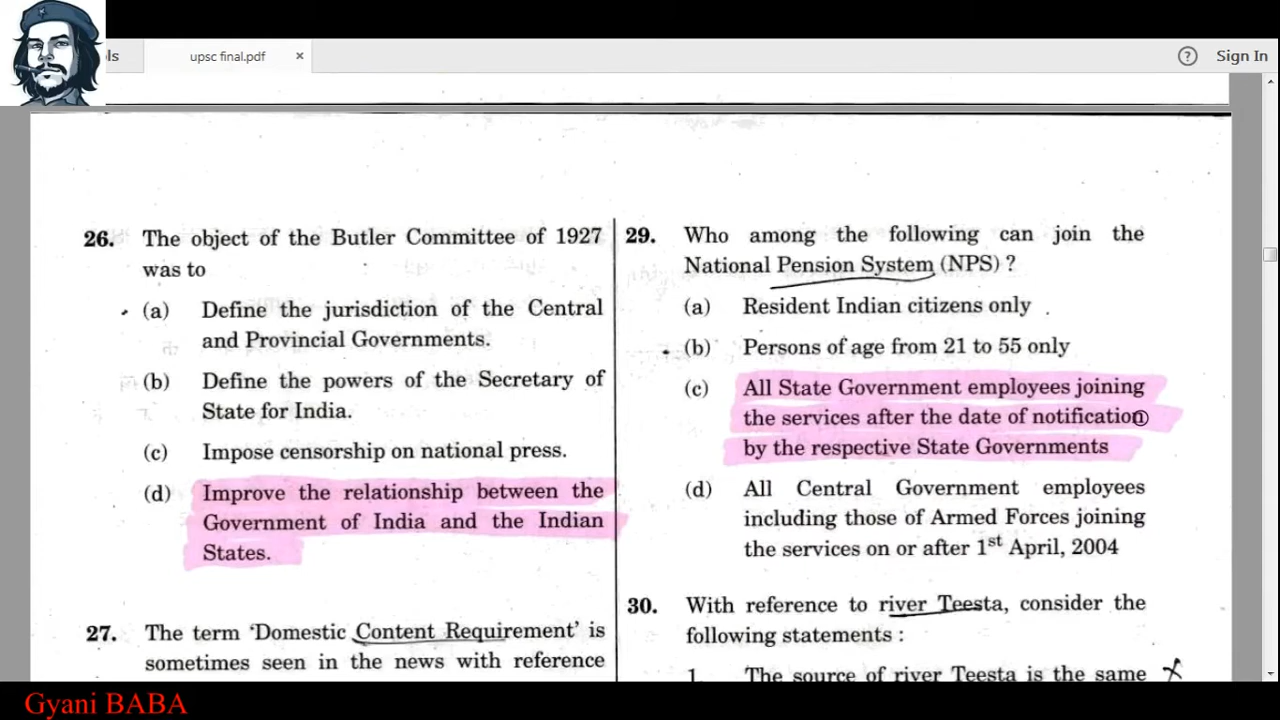 ls
upsc final.pdf
×
?
Sign In
26. The object of the Butler Committee of 1927
was to
(a) Define the jurisdiction of the Central
and Provincial Governments.
(b) Define the powers of the Secretary of
State for India.
(c) Impose censorship on national press.
(d) Improve the relationship between the
Government of India and the Indian
States.
27. The term 'Domestic Content Requirement' is
sometimes seen in the news with reference
29. Who among the following can join the
National Pension System (NPS) ?
(a) Resident Indian citizens only
(b) Persons of age from 21 to 55 only
(c) All State Government employees joining
the services after the date of notification
by the respective State Governments
(d) All Central Government employees
including those of Armed Forces joining
the services on or after 1st April, 2004
30. With reference to river Teesta, consider the
following statements :
1. The source of river Teesta is the same
Gyani BABA